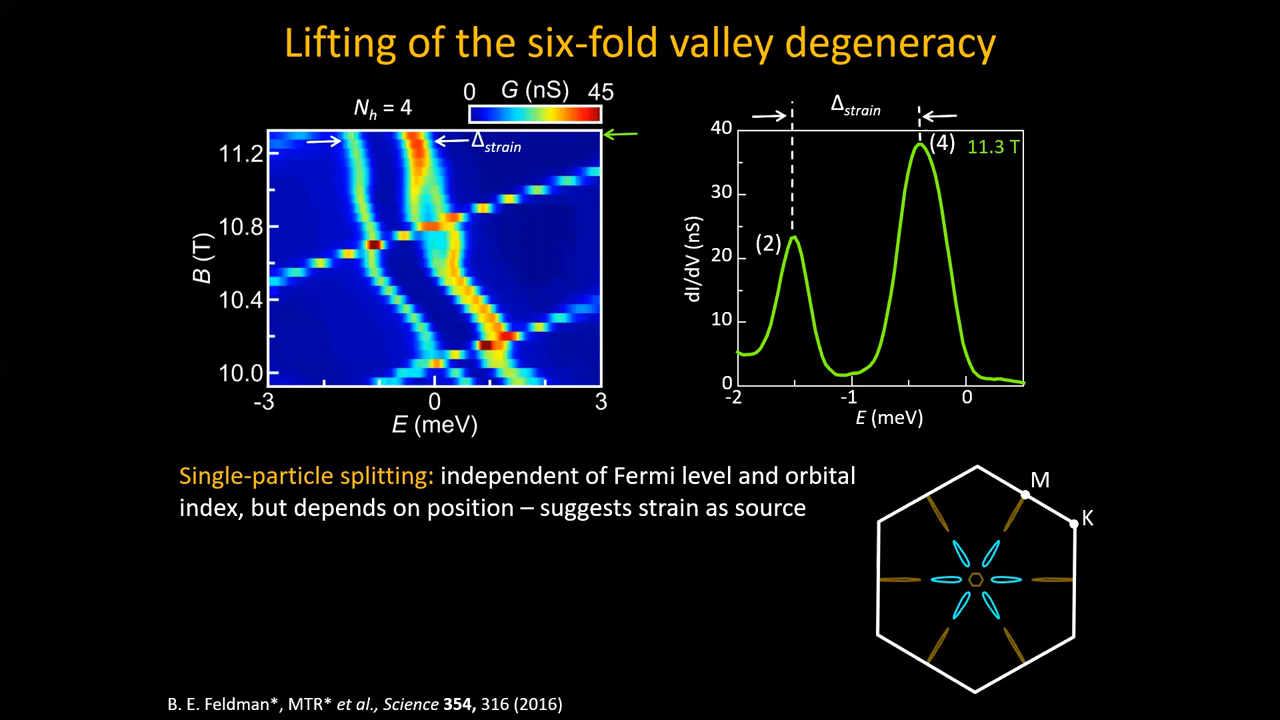 Lifting of the six-fold valley degeneracy
N_h = 4
0 G (nS) 45
Δ_strain
11.2
10.8
10.4
10.0
B (T)
-3 0 3
E (meV)
Δ_strain
(4) 11.3 T
(2)
40
30
20
10
0
dI/dV (nS)
-2 -1 0
E (meV)
Single-particle splitting: independent of Fermi level and orbital
index, but depends on position – suggests strain as source
M
K
B. E. Feldman*, MTR* et al., Science 354, 316 (2016)